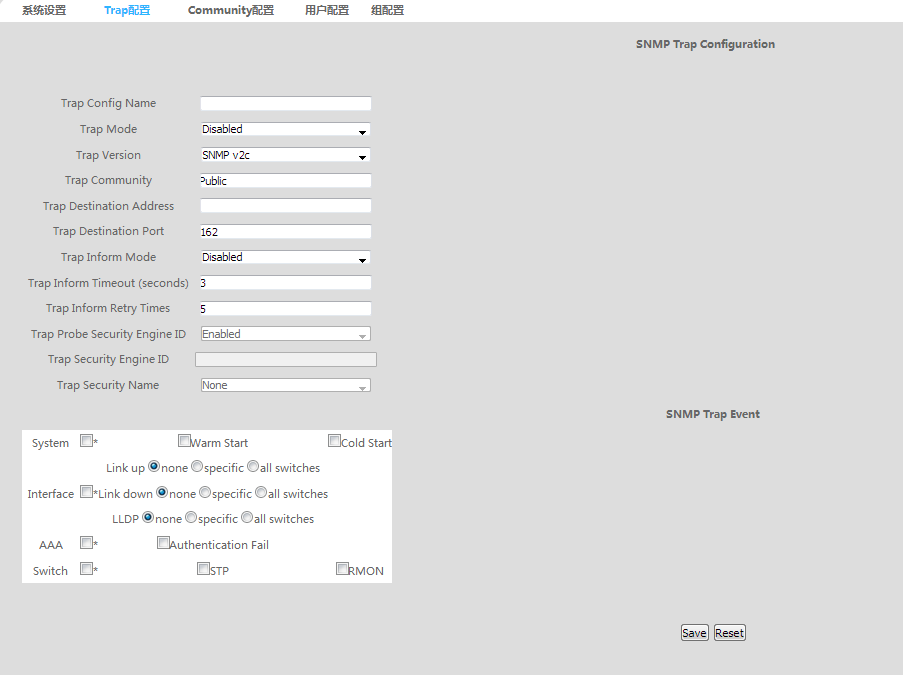 系统设置 Trap配置 Community配置 用户配置 组配置
SNMP Trap Configuration
Trap Config Name
Trap Mode Disabled
Trap Version SNMP v2c
Trap Community Public
Trap Destination Address
Trap Destination Port 162
Trap Inform Mode Disabled
Trap Inform Timeout (seconds) 3
Trap Inform Retry Times 5
Trap Probe Security Engine ID Enabled
Trap Security Engine ID
Trap Security Name None
SNMP Trap Event
System * Warm Start Cold Start
Link up none specific all switches
Interface * Link down none specific all switches
LLDP none specific all switches
AAA * Authentication Fail
Switch * STP RMON
Save Reset